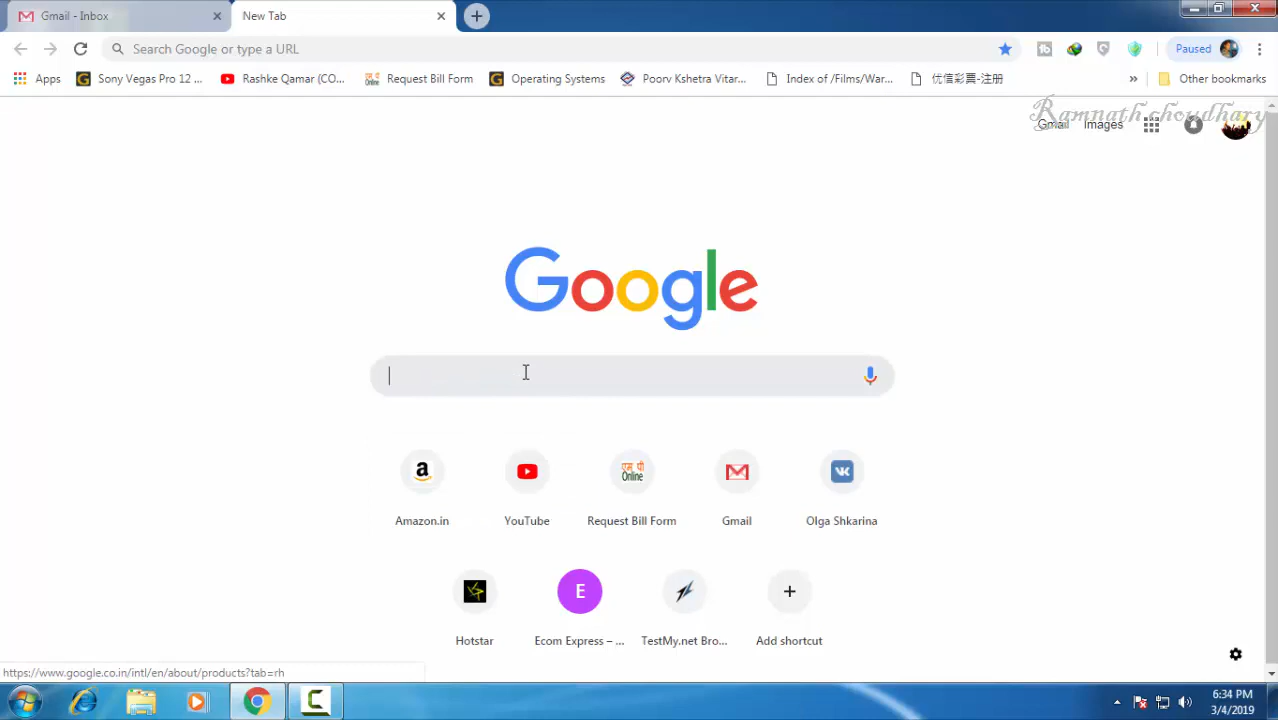 Gmail - Inbox
New Tab
Search Google or type a URL
Paused
Apps
Sony Vegas Pro 12 ...
Rashke Qamar (CO...
Request Bill Form
Operating Systems
Poorv Kshetra Vitar...
Index of /Films/War...
优信彩票-注册
Other bookmarks
Ramnath choudhary
Gmail
Images
Google
Amazon.in
YouTube
एम पी
Online
Request Bill Form
Gmail
Olga Shkarina
Hotstar
E
Ecom Express – ...
TestMy.net Bro...
Add shortcut
https://www.google.co.in/intl/en/about/products?tab=rh
6:34 PM
3/4/2019